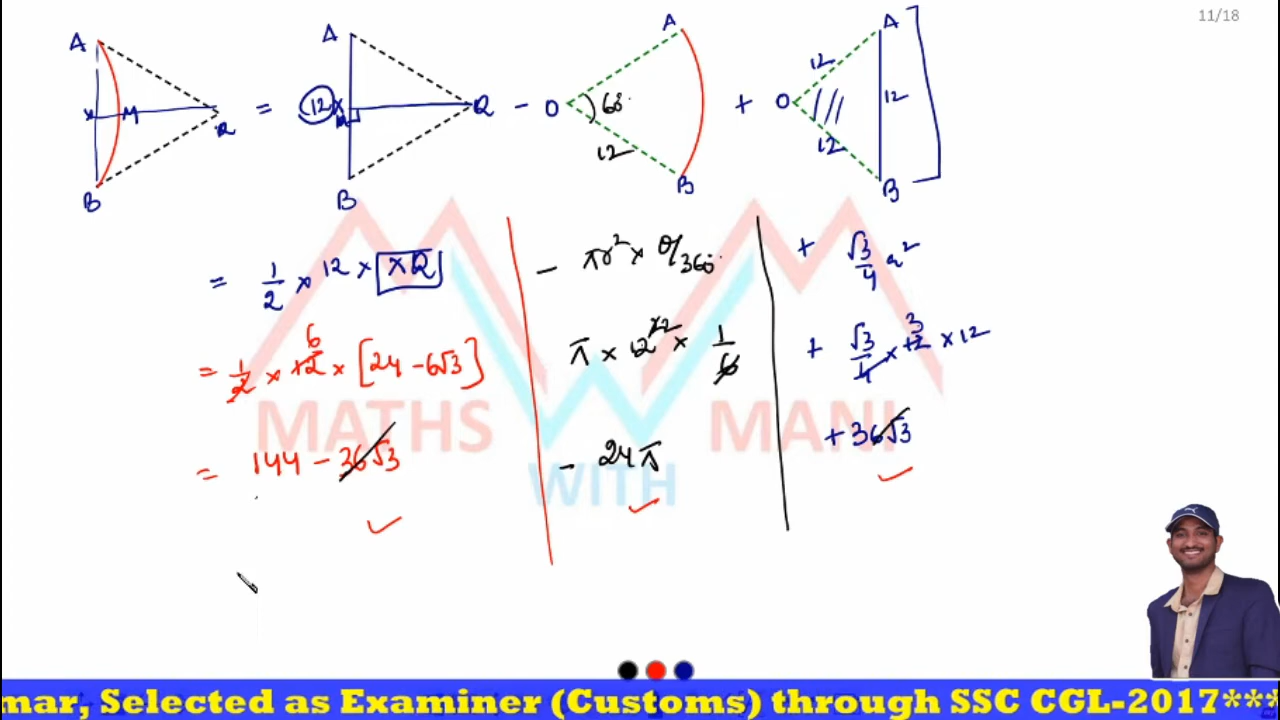 11/18
A A A A
X M R = 12 X R Q - O 60° + O 12 12
B B 12 B 12 B
= 1/2 × 12 × XQ - πr² × θ/360° + √3/4 a²
= 1/2 × 12 6 × [24 - 6√3] π × 12² × 1/6 + √3/4 × 12 3 × 12
MATHS MANI
= 144 - 36√3 - 24π + 36√3
WITH
mar, Selected as Examiner (Customs) through SSC CGL-2017***